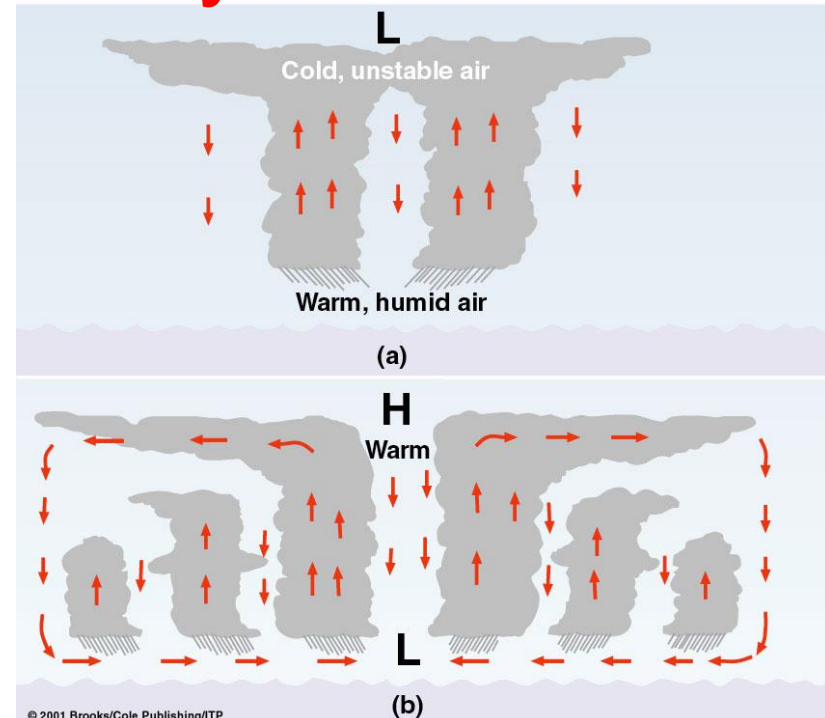 L
Cold, unstable air
Warm, humid air
(a)
H
Warm
L
© 2001 Brooks/Cole Publishing/ITP
(b)